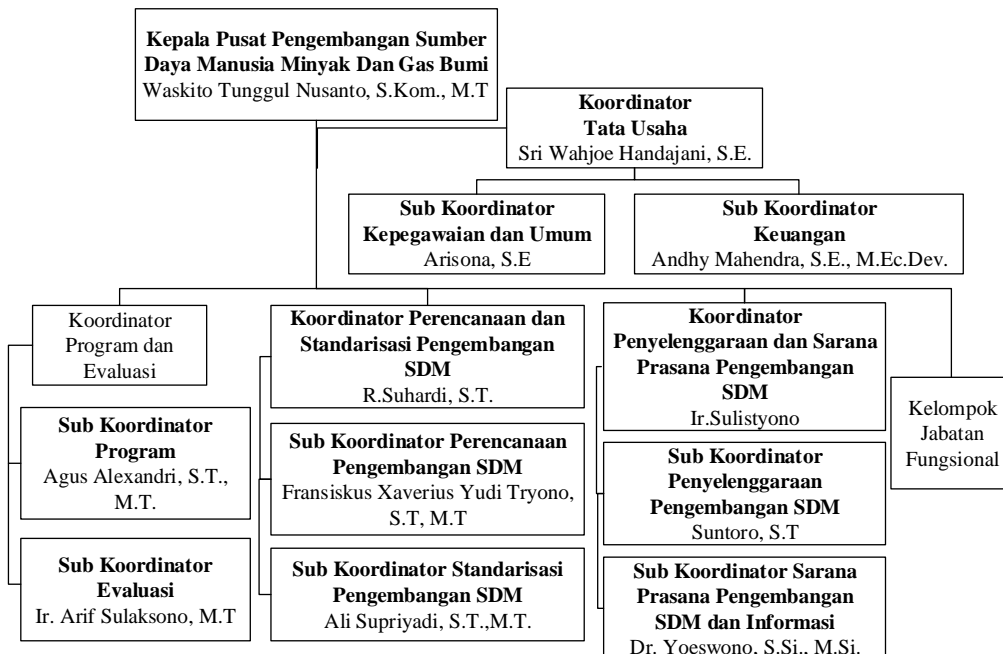 Kepala Pusat Pengembangan Sumber
Daya Manusia Minyak Dan Gas Bumi
Waskito Tunggul Nusanto, S.Kom., M.T
Koordinator
Tata Usaha
Sri Wahjoe Handajani, S.E.
Sub Koordinator
Kepegawaian dan Umum
Arisona, S.E
Sub Koordinator
Keuangan
Andhy Mahendra, S.E., M.Ec.Dev.
Koordinator
Program dan
Evaluasi
Sub Koordinator
Program
Agus Alexandri, S.T.,
M.T.
Sub Koordinator
Evaluasi
Ir. Arif Sulaksono, M.T
Koordinator Perencanaan dan
Standarisasi Pengembangan
SDM
R.Suhardi, S.T.
Sub Koordinator Perencanaan
Pengembangan SDM
Fransiskus Xaverius Yudi Tryono,
S.T, M.T
Sub Koordinator Standarisasi
Pengembangan SDM
Ali Supriyadi, S.T.,M.T.
Koordinator
Penyelenggaraan dan Sarana
Prasana Pengembangan
SDM
Ir.Sulistyono
Sub Koordinator
Penyelenggaraan
Pengembangan SDM
Suntoro, S.T
Sub Koordinator Sarana
Prasana Pengembangan
SDM dan Informasi
Dr. Yoeswono, S.Si., M.Si.
Kelompok
Jabatan
Fungsional